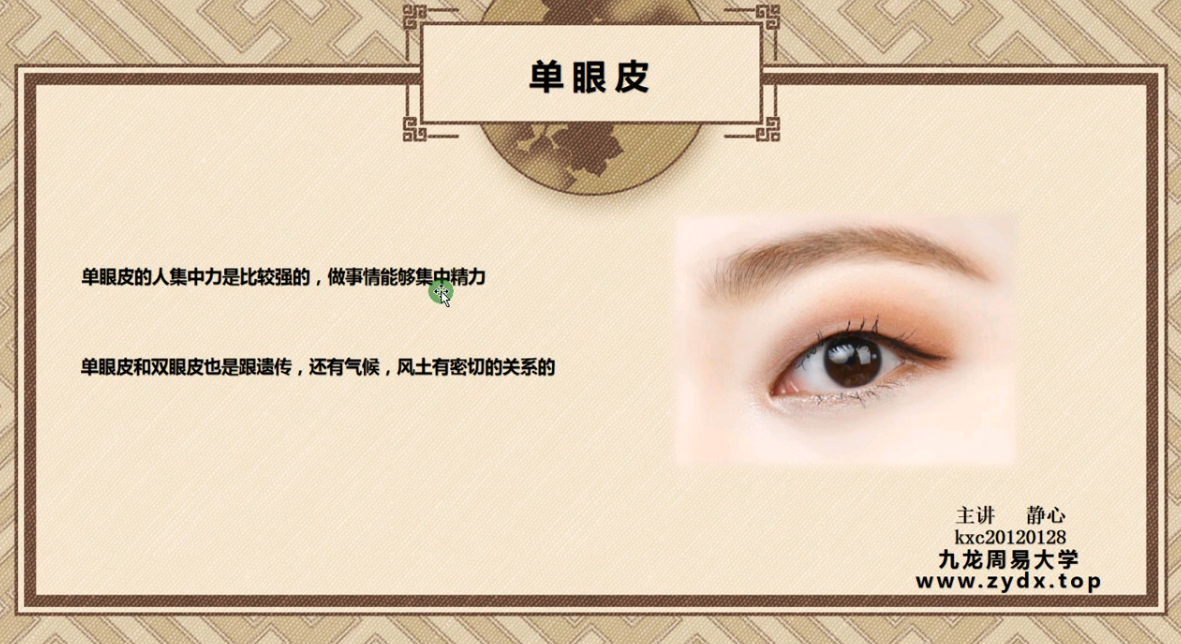 单眼皮
单眼皮的人集中力是比较强的，做事情能够集中精力
单眼皮和双眼皮也是跟遗传，还有气候，风土有密切的关系的
主讲 静心
kxc20120128
九龙周易大学
www.zydx.top